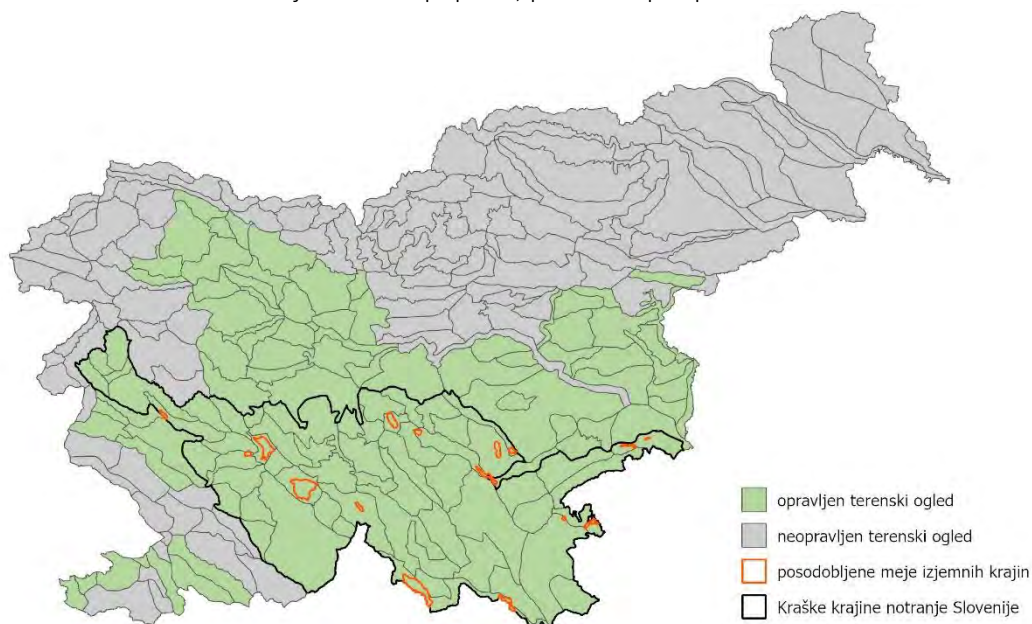 opravljen terenski ogled
neopravljen terenski ogled
posodobljene meje izjemnih krajin
Kraške krajine notranje Slovenije